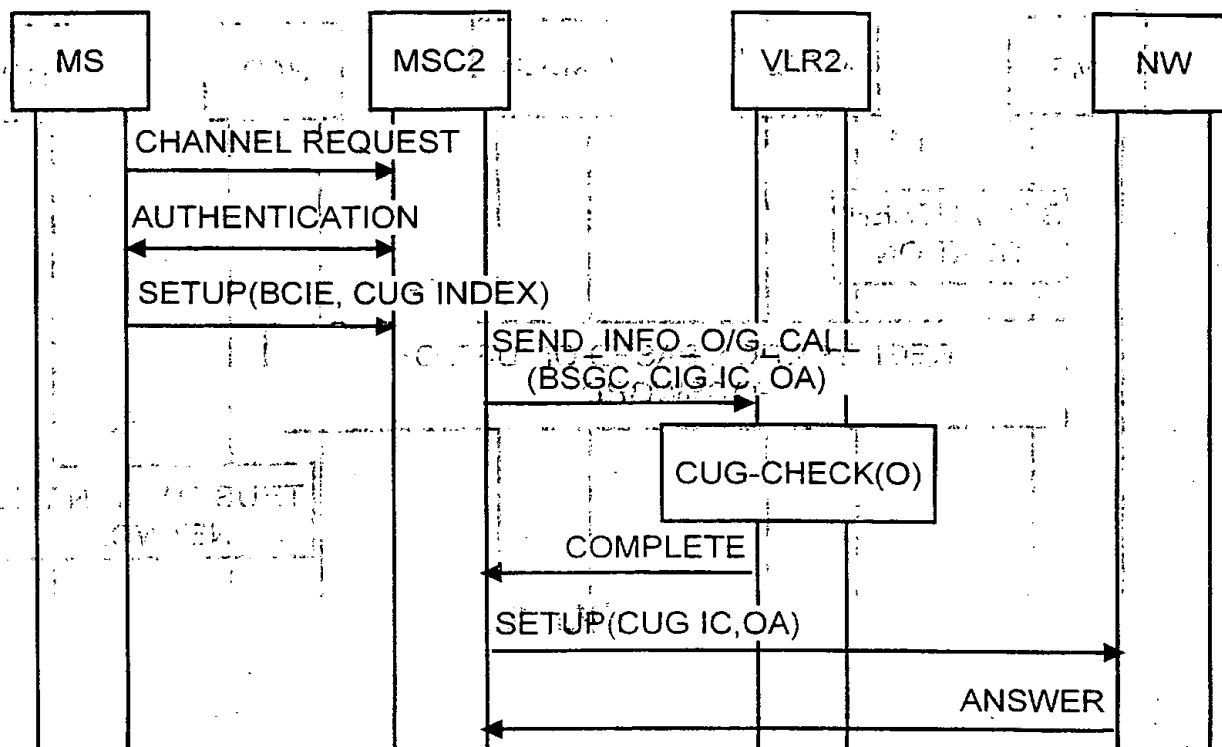 MS MSC2 VLR2 NW
CHANNEL REQUEST
AUTHENTICATION
SETUP(BCIE, CUG INDEX)
SEND_INFO_O/G_CALL
(BSGC, CIG IC, OA)
CUG-CHECK(O)
COMPLETE
SETUP(CUG IC,OA)
ANSWER